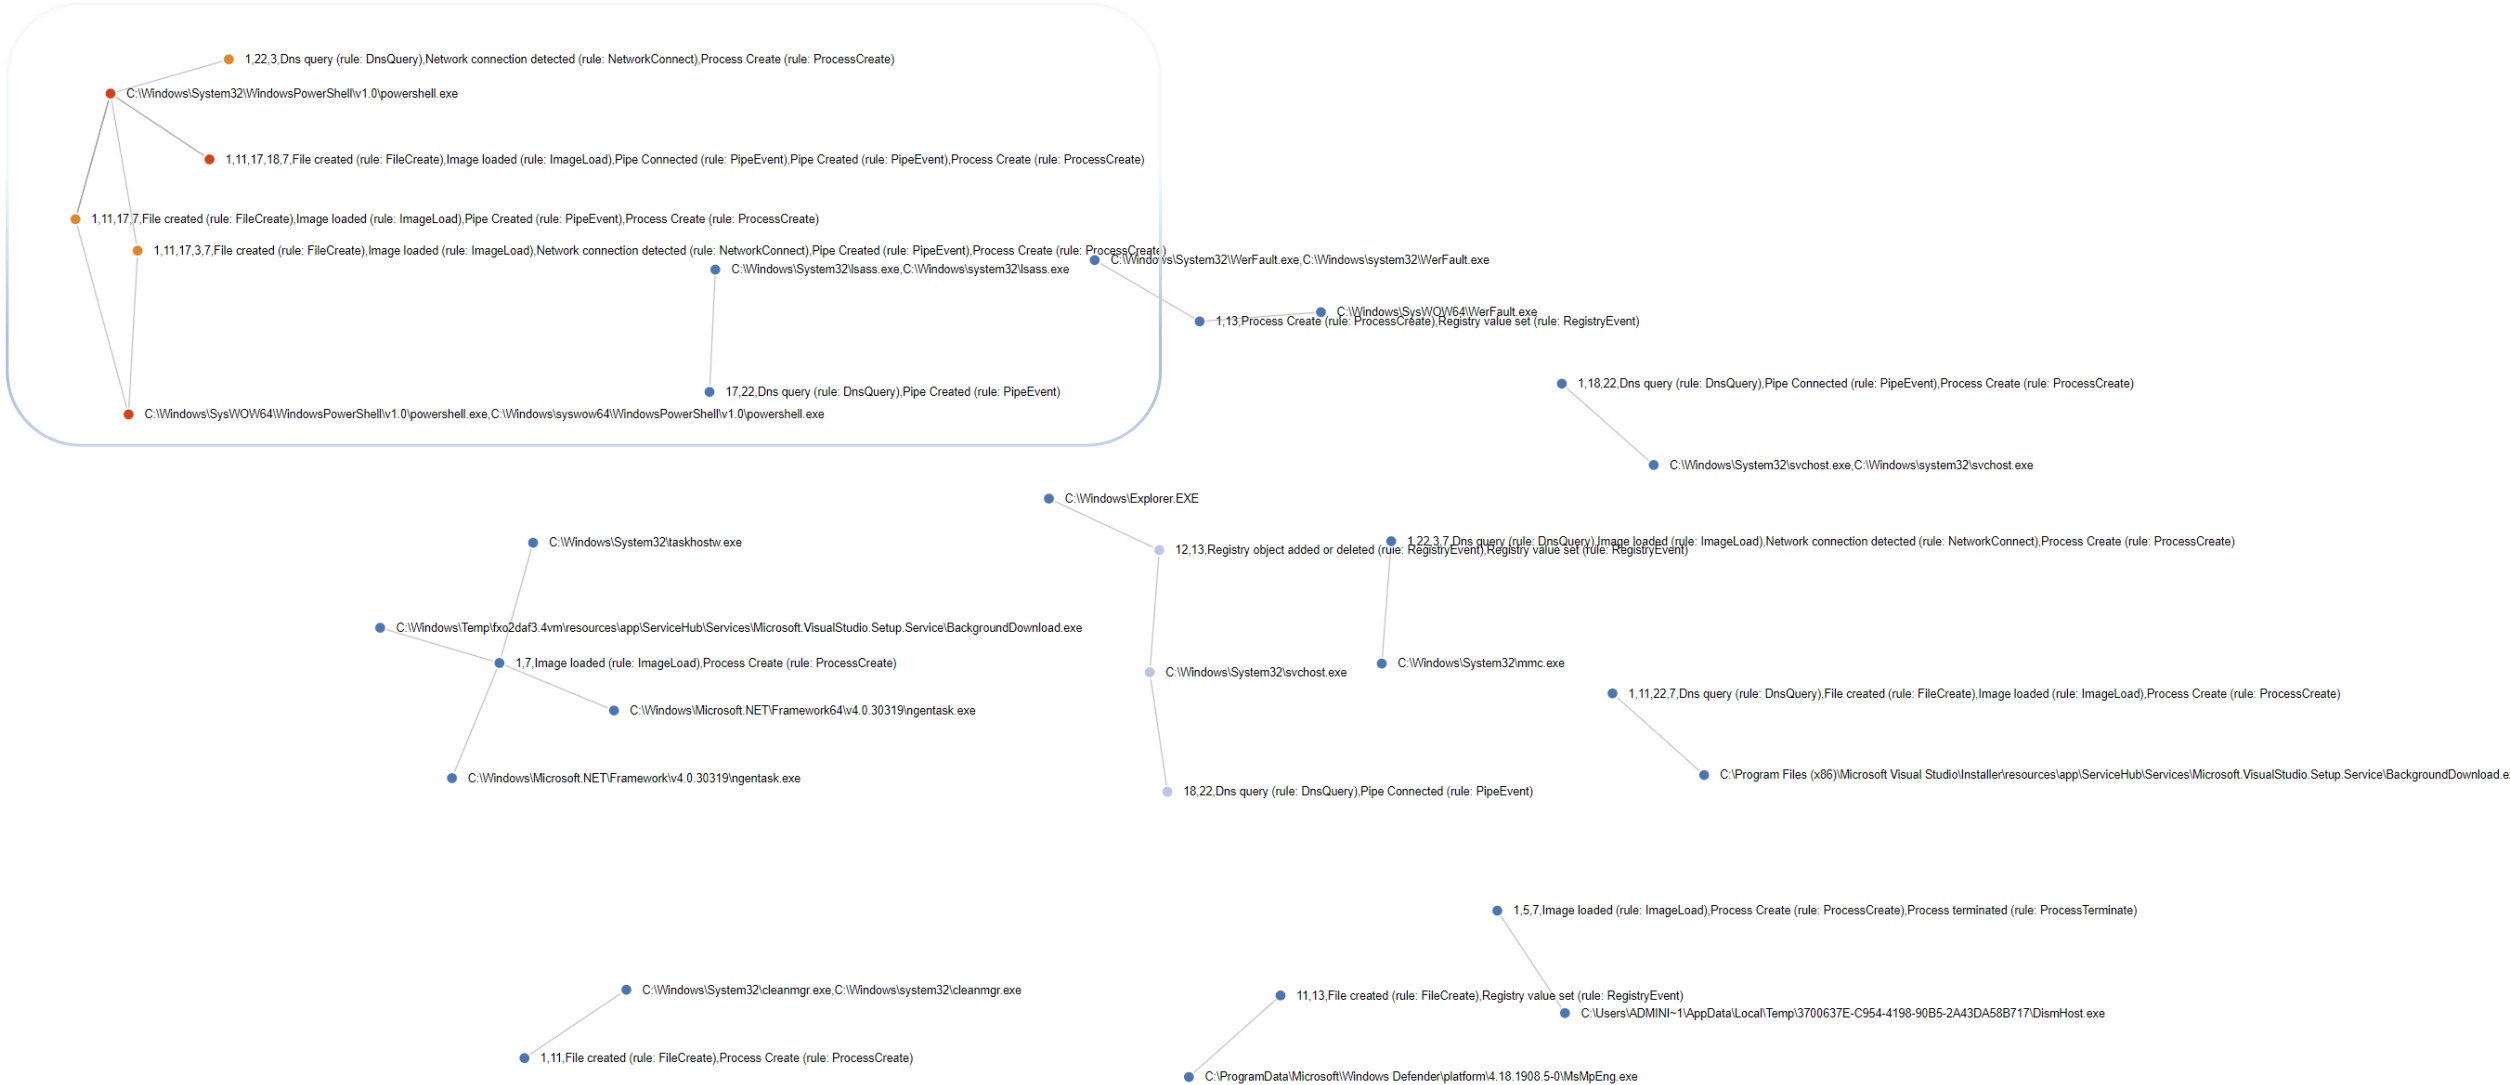 1,22,3,Dns query (rule: DnsQuery),Network connection detected (rule: NetworkConnect),Process Create (rule: ProcessCreate)
C:\Windows\System32\WindowsPowerShell\v1.0\powershell.exe
1,11,17,18,7,File created (rule: FileCreate),Image loaded (rule: ImageLoad),Pipe Connected (rule: PipeEvent),Pipe Created (rule: PipeEvent),Process Create (rule: ProcessCreate)
1,11,17,7,File created (rule: FileCreate),Image loaded (rule: ImageLoad),Pipe Created (rule: PipeEvent),Process Create (rule: ProcessCreate)
1,11,17,3,7,File created (rule: FileCreate),Image loaded (rule: ImageLoad),Network connection detected (rule: NetworkConnect),Pipe Created (rule: PipeEvent),Process Create (rule: ProcessCreate)
C:\Windows\System32\WerFault.exe,C:\Windows\system32\WerFault.exe
C:\Windows\System32\lsass.exe,C:\Windows\system32\lsass.exe
C:\Windows\SysWOW64\WerFault.exe
1,13,Process Create (rule: ProcessCreate),Registry value set (rule: RegistryEvent)
1,18,22,Dns query (rule: DnsQuery),Pipe Connected (rule: PipeEvent),Process Create (rule: ProcessCreate)
17,22,Dns query (rule: DnsQuery),Pipe Created (rule: PipeEvent)
C:\Windows\SysWOW64\WindowsPowerShell\v1.0\powershell.exe,C:\Windows\syswow64\WindowsPowerShell\v1.0\powershell.exe
C:\Windows\System32\svchost.exe,C:\Windows\system32\svchost.exe
C:\Windows\Explorer.EXE
C:\Windows\System32\taskhostw.exe
1,22,3,7,Dns query (rule: DnsQuery),Image loaded (rule: ImageLoad),Network connection detected (rule: NetworkConnect),Process Create (rule: ProcessCreate)
12,13,Registry object added or deleted (rule: RegistryEvent),Registry value set (rule: RegistryEvent)
C:\Windows\Temp\fxo2daf3.4vm\resources\app\ServiceHub\Services\Microsoft.VisualStudio.Setup.Service\BackgroundDownload.exe
1,7,Image loaded (rule: ImageLoad),Process Create (rule: ProcessCreate)
C:\Windows\System32\mmc.exe
C:\Windows\System32\svchost.exe
1,11,22,7,Dns query (rule: DnsQuery),File created (rule: FileCreate),Image loaded (rule: ImageLoad),Process Create (rule: ProcessCreate)
C:\Windows\Microsoft.NET\Framework64\v4.0.30319\ngentask.exe
C:\Program Files (x86)\Microsoft Visual Studio\Installer\resources\app\ServiceHub\Services\Microsoft.VisualStudio.Setup.Service\BackgroundDownload.e
C:\Windows\Microsoft.NET\Framework\v4.0.30319\ngentask.exe
18,22,Dns query (rule: DnsQuery),Pipe Connected (rule: PipeEvent)
1,5,7,Image loaded (rule: ImageLoad),Process Create (rule: ProcessCreate),Process terminated (rule: ProcessTerminate)
C:\Windows\System32\cleanmgr.exe,C:\Windows\system32\cleanmgr.exe
11,13,File created (rule: FileCreate),Registry value set (rule: RegistryEvent)
C:\Users\ADMINI~1\AppData\Local\Temp\3700637E-C954-4198-90B5-2A43DA58B717\DismHost.exe
1,11,File created (rule: FileCreate),Process Create (rule: ProcessCreate)
C:\ProgramData\Microsoft\Windows Defender\platform\4.18.1908.5-0\MsMpEng.exe